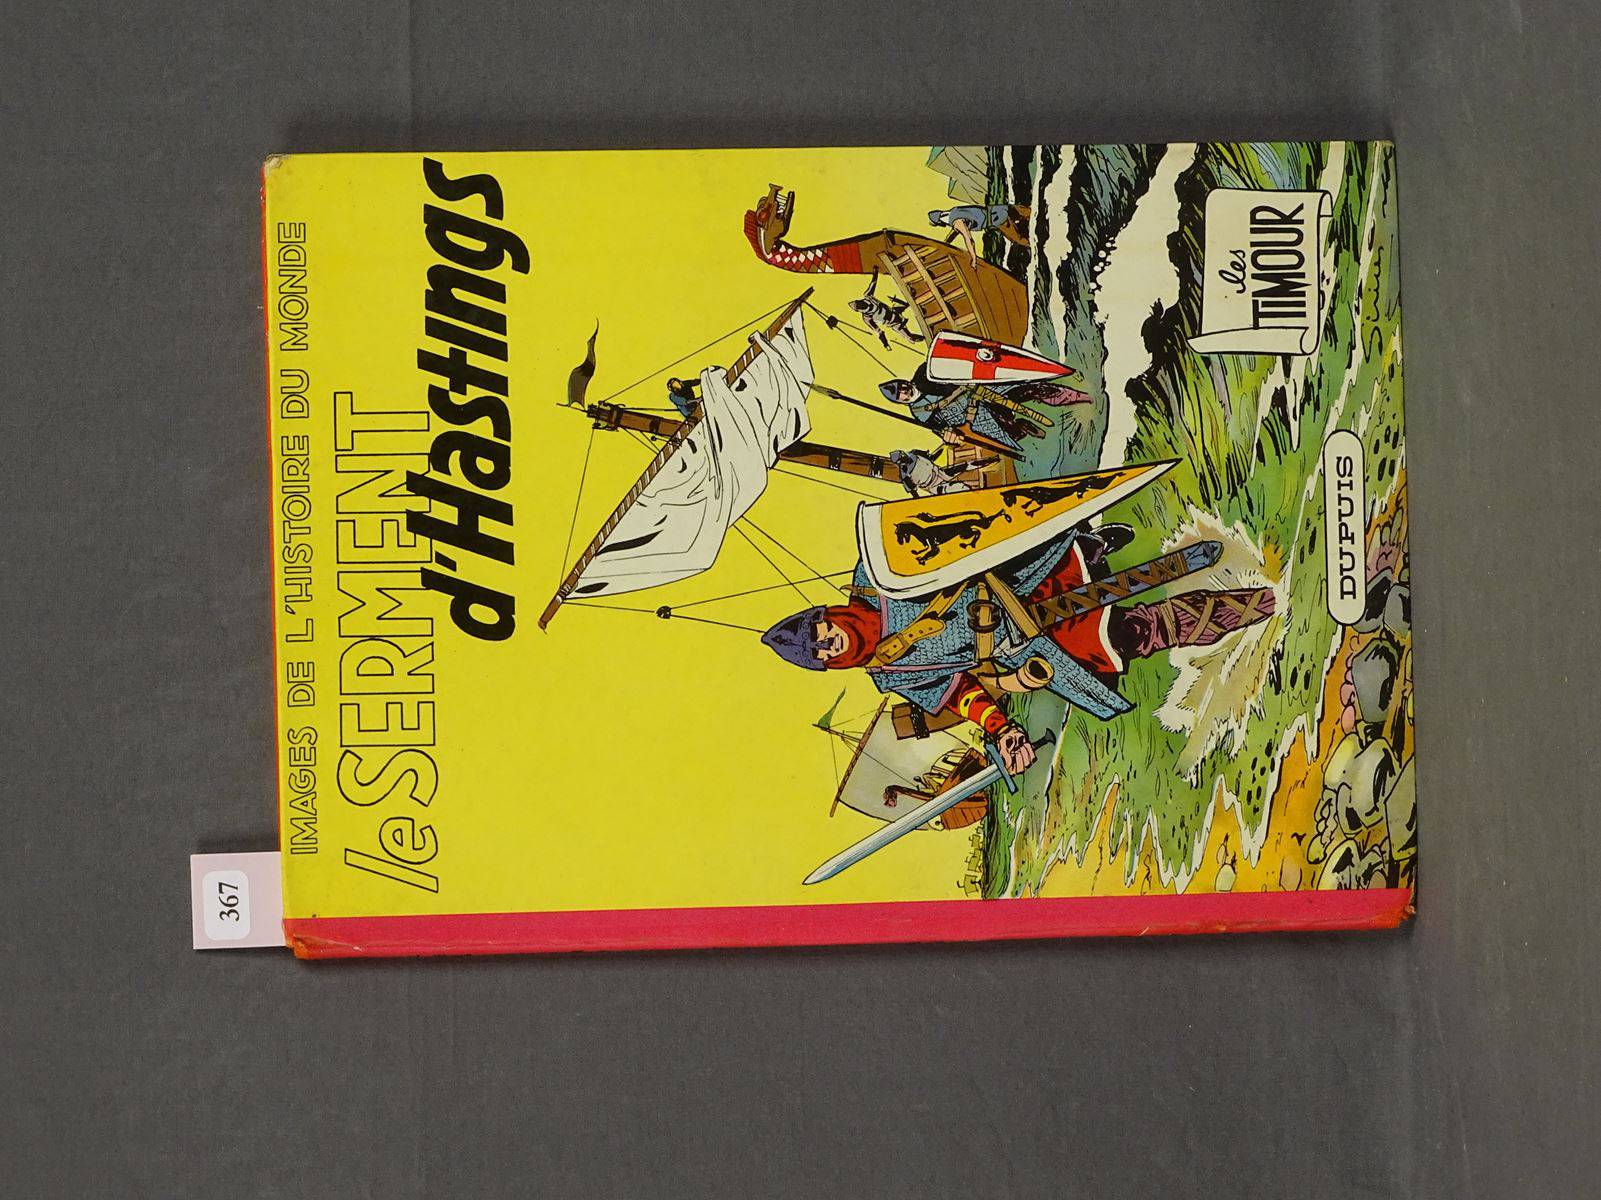 IMAGES DE L'HISTOIRE DU MONDE
le SERMENT
d'Hastings
les
TIMOUR
DUPUIS
367